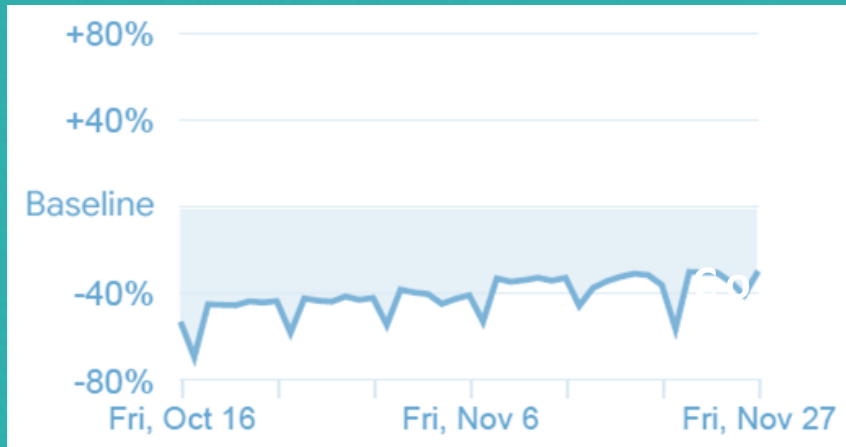 +80%
+40%
Baseline
-40%
-80%
Fri, Oct 16 Fri, Nov 6 Fri, Nov 27